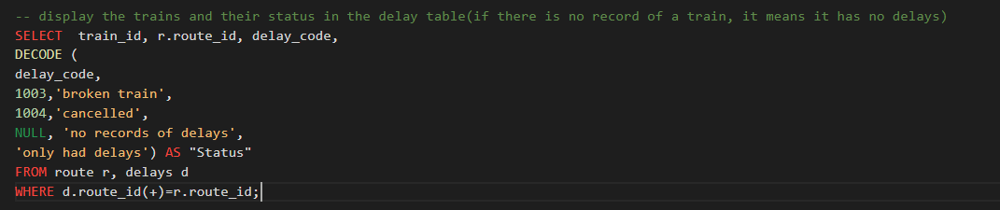 -- display the trains and their status in the delay table(if there is no record of a train, it means it has no delays)
SELECT  train_id, r.route_id, delay_code,
DECODE (
delay_code,
1003,'broken train',
1004,'cancelled',
NULL, 'no records of delays',
'only had delays') AS "Status"
FROM route r, delays d
WHERE d.route_id(+)=r.route_id;